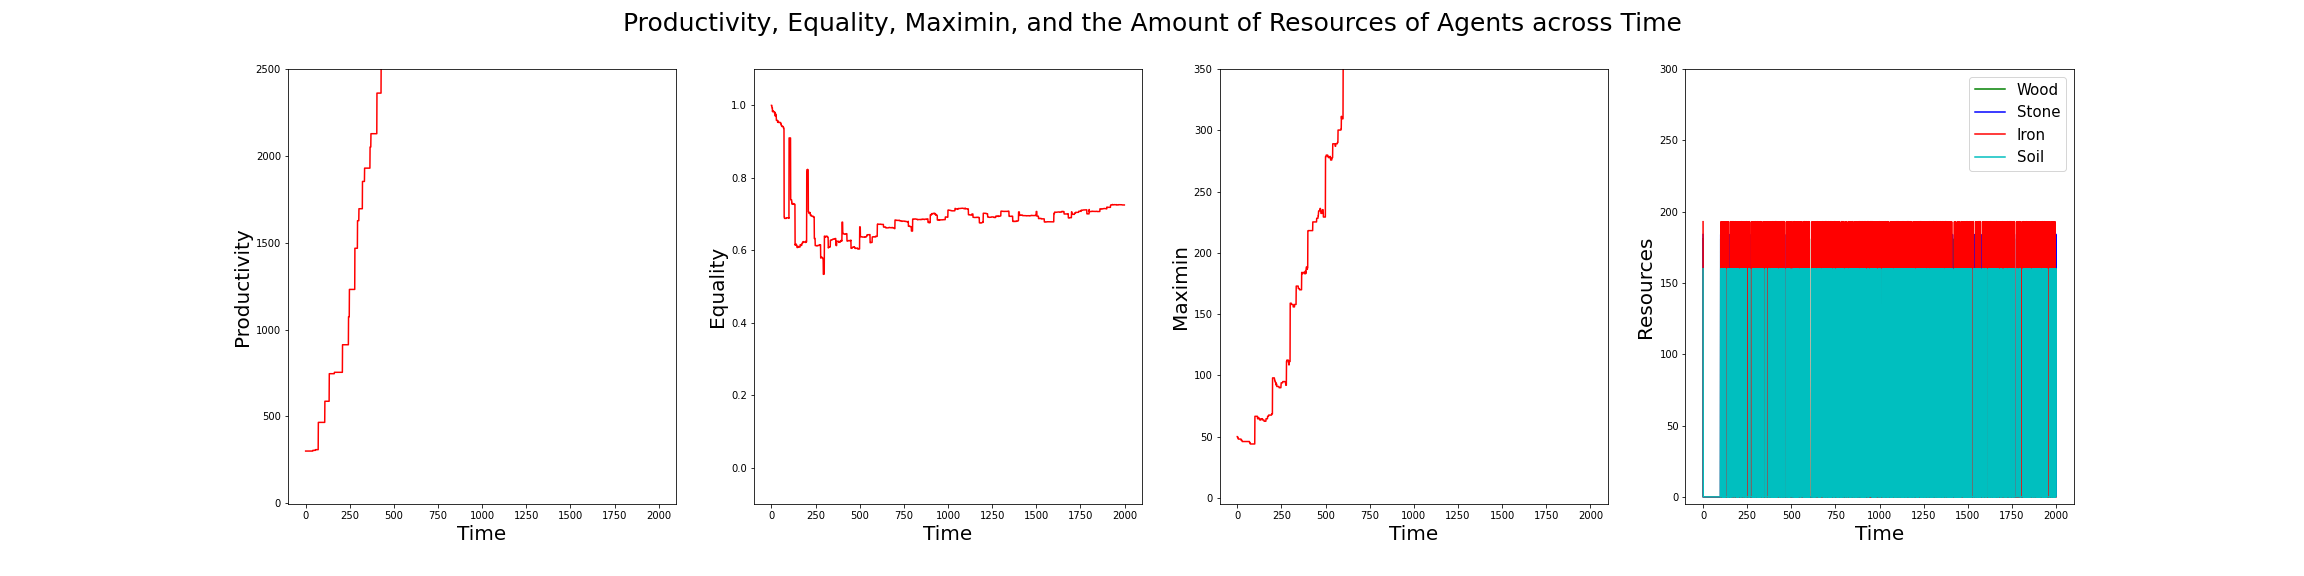 Productivity, Equality, Maximin, and the Amount of Resources of Agents across Time
2500
2000
1500
1000
500
0
Productivity
0 250 500 750 1000 1250 1500 1750 2000
Time
1.0
0.8
0.6
0.4
0.2
0.0
Equality
0 250 500 750 1000 1250 1500 1750 2000
Time
350
300
250
200
150
100
50
0
Maximin
0 250 500 750 1000 1250 1500 1750 2000
Time
300
250
200
150
100
50
0
Resources
Wood
Stone
Iron
Soil
0 250 500 750 1000 1250 1500 1750 2000
Time